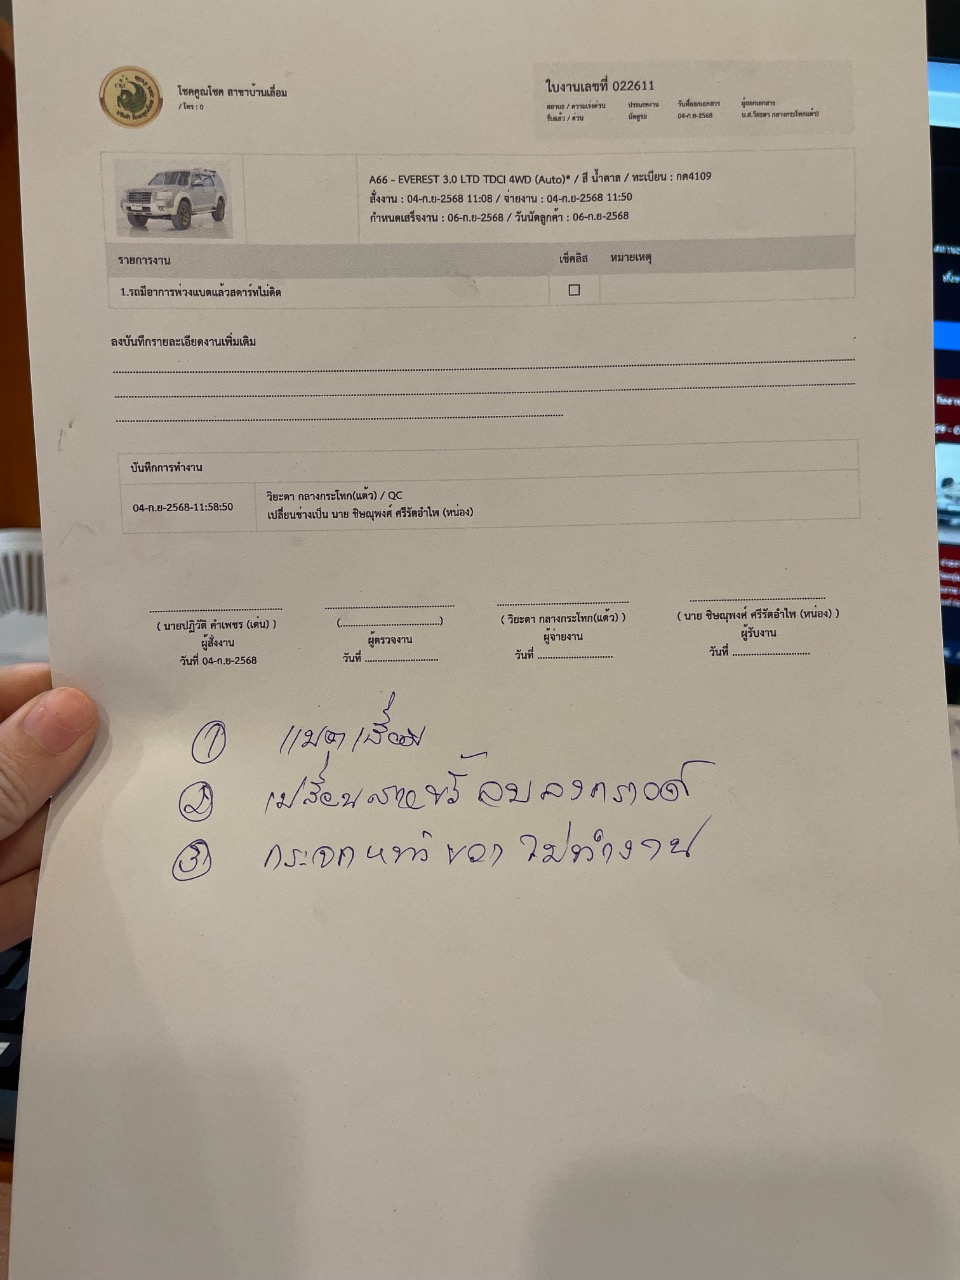 โชคคูณโชค สาขาบ้านเลื่อม
/ โทร : 0
ใบงานเลขที่ 022611
สถานะ / ความเร่งด่วน ประเภทงาน วันที่ออกเอกสาร ผู้ออกเอกสาร
รับแล้ว / ด่วน นัดดูรถ 04-ก.ย-2568 น.ส.วิยะดา กลางกระโทก(แต้ว)
A66 - EVEREST 3.0 LTD TDCI 4WD (Auto)* / สี น้ำตาล / ทะเบียน : กต4109
สั่งงาน : 04-ก.ย-2568 11:08 / จ่ายงาน : 04-ก.ย-2568 11:50
กำหนดเสร็จงาน : 06-ก.ย-2568 / วันนัดลูกค้า : 06-ก.ย-2568
รายการงาน เช็คลิส หมายเหตุ
1.รถมีอาการพ่วงแบตแล้วสตาร์ทไม่ติด
ลงบันทึกรายละเอียดงานเพิ่มเติม
บันทึกการทำงาน
04-ก.ย-2568-11:58:50 วิยะดา กลางกระโทก(แต้ว) / QC
เปลี่ยนช่างเป็น นาย ชิษณุพงศ์ ศรีรัตอำไพ (หน่อง)
( นายปฏิวัติ คำเพชร (เด่น) ) (..............................) ( วิยะดา กลางกระโทก(แต้ว) ) ( นาย ชิษณุพงศ์ ศรีรัตอำไพ (หน่อง) )
ผู้สั่งงาน ผู้ตรวจงาน ผู้จ่ายงาน ผู้รับงาน
วันที่ 04-ก.ย-2568 วันที่ ...................... วันที่ ...................... วันที่ ......................
① แบตเสื่อม
② เปลี่ยนสายขั้วลบลงกราวด์
③ กระจก ขวา ไม่ทำงาน